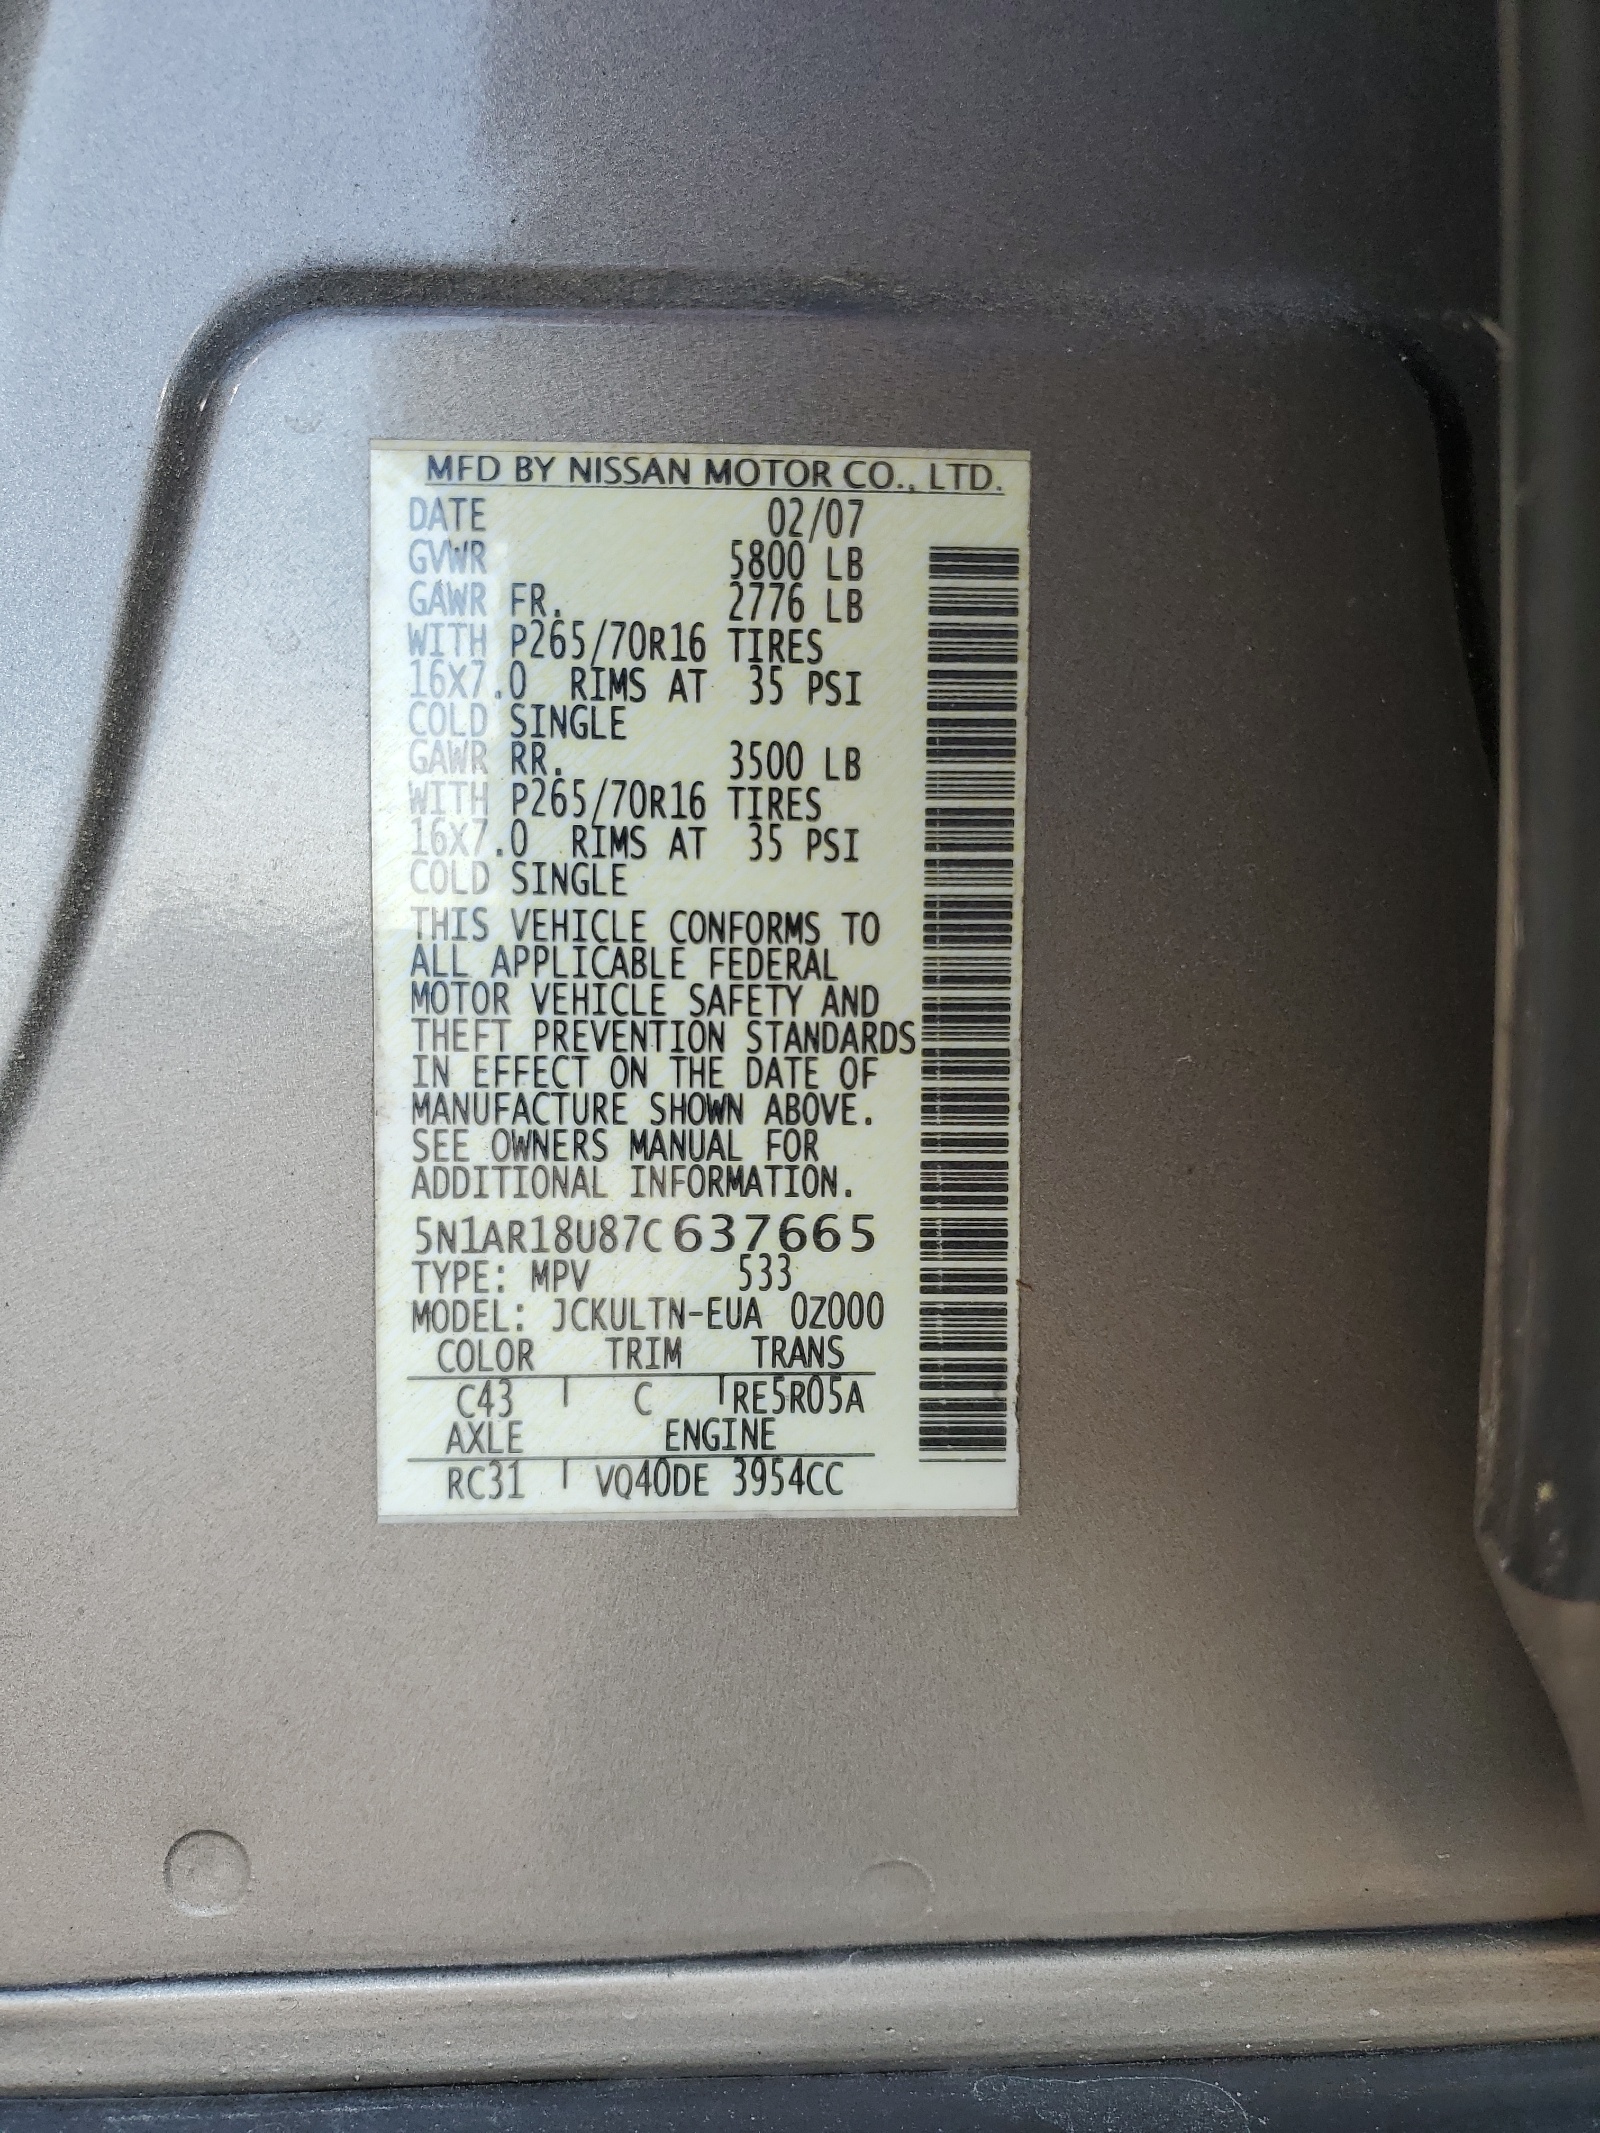 MFD BY NISSAN MOTOR CO., LTD.
DATE 02/07
GVWR 5800 LB
GAWR FR. 2776 LB
WITH P265/70R16 TIRES
16X7.0 RIMS AT 35 PSI
COLD SINGLE
GAWR RR. 3500 LB
WITH P265/70R16 TIRES
16X7.0 RIMS AT 35 PSI
COLD SINGLE
THIS VEHICLE CONFORMS TO
ALL APPLICABLE FEDERAL
MOTOR VEHICLE SAFETY AND
THEFT PREVENTION STANDARDS
IN EFFECT ON THE DATE OF
MANUFACTURE SHOWN ABOVE.
SEE OWNERS MANUAL FOR
ADDITIONAL INFORMATION.
5N1AR18U87C637665
TYPE: MPV 533
MODEL: JCKULTN-EUA 0Z000
COLOR TRIM TRANS
C43 C RE5R05A
AXLE ENGINE
RC31 VQ40DE 3954CC